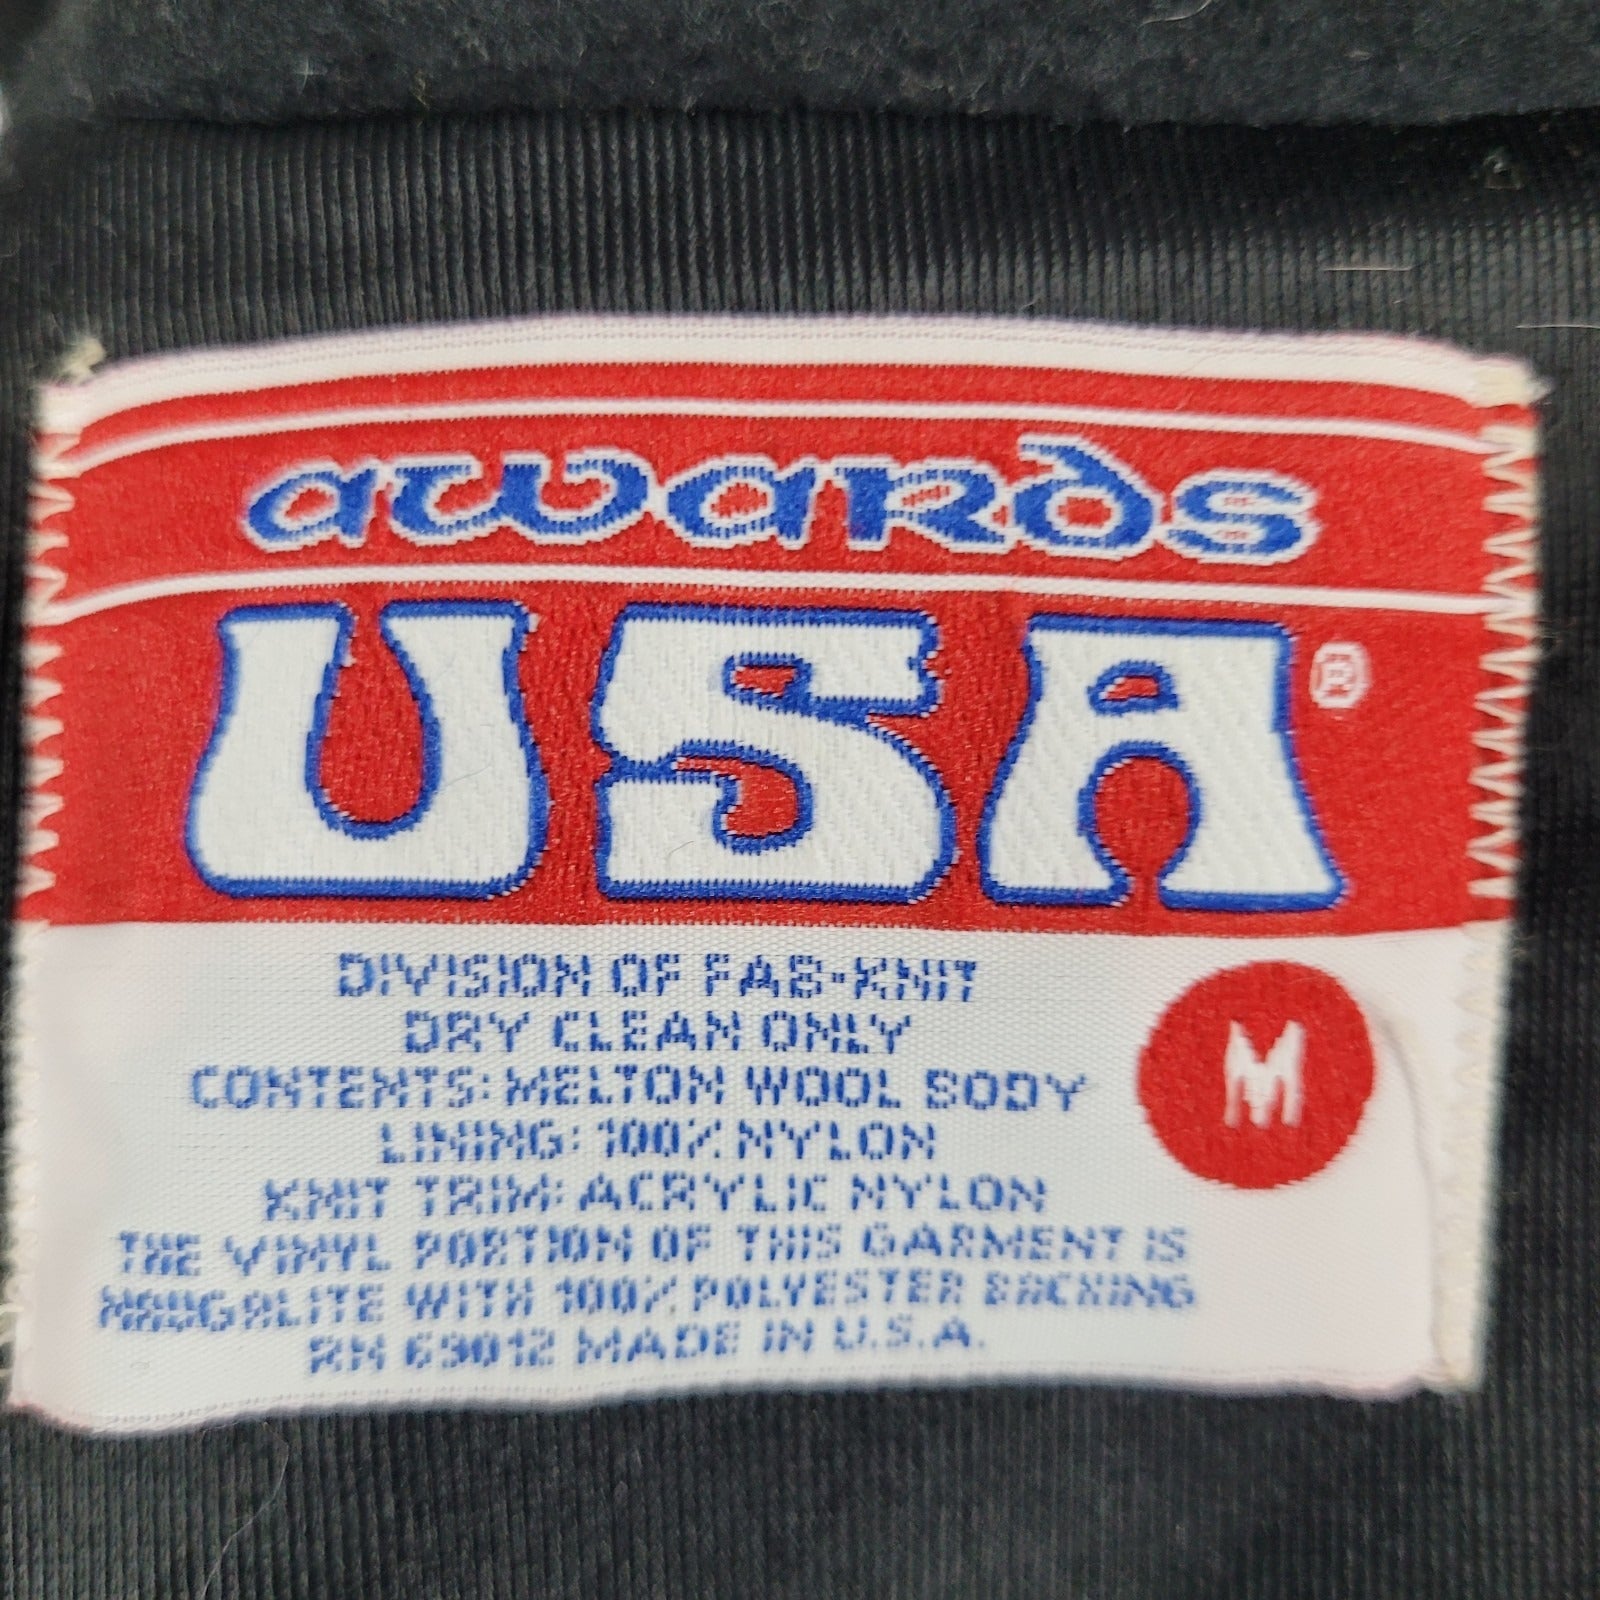 awards
USA®
DIVISION OF FAB-KNIT
DRY CLEAN ONLY
CONTENTS: MELTON WOOL BODY
LINING: 100% NYLON
KNIT TRIM: ACRYLIC NYLON
THE VINYL PORTION OF THIS GARMENT IS
NAUGALITE WITH 100% POLYESTER BACKING
RN 69012 MADE IN U.S.A.
M